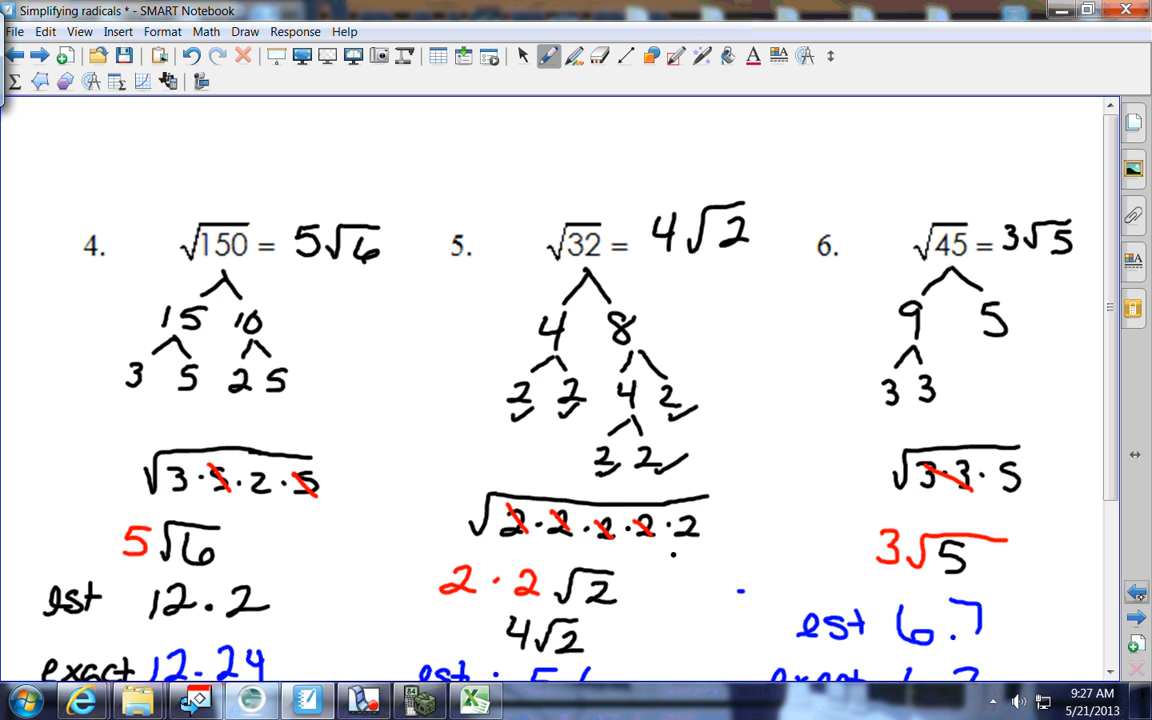 Simplifying radicals * - SMART Notebook
File Edit View Insert Format Math Draw Response Help
4. √150 = 5√6
15 10
3 5 2 5
√3·5·2·5
5√6
est 12.2
exact 12.24
5. √32 = 4√2
4 8
2 2 4 2
2 2
√2·2·2·2·2
2·2√2
4√2
est
6. √45 = 3√5
9 5
3 3
√3·3·5
3√5
est 6.7
exact
9:27 AM
5/21/2013